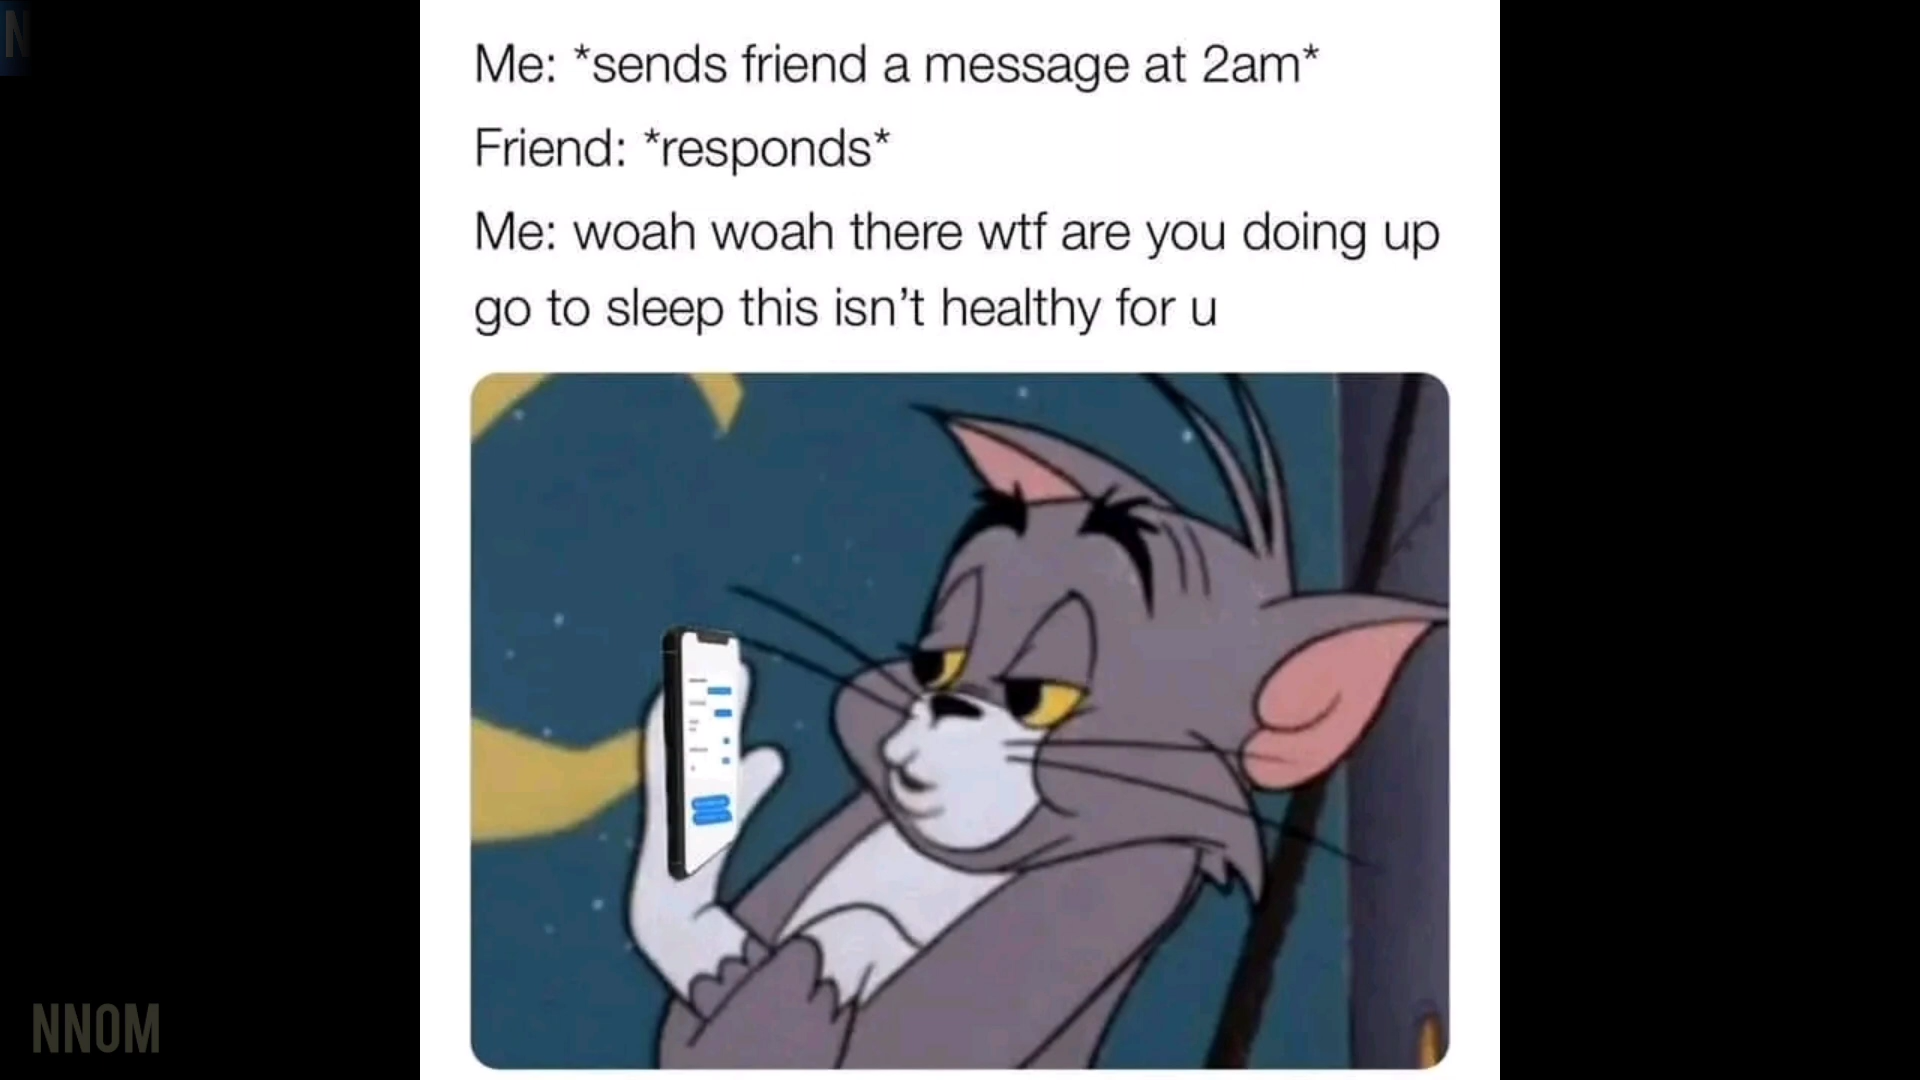 N
Me: *sends friend a message at 2am*
Friend: *responds*
Me: woah woah there wtf are you doing up
go to sleep this isn’t healthy for u
NNOM